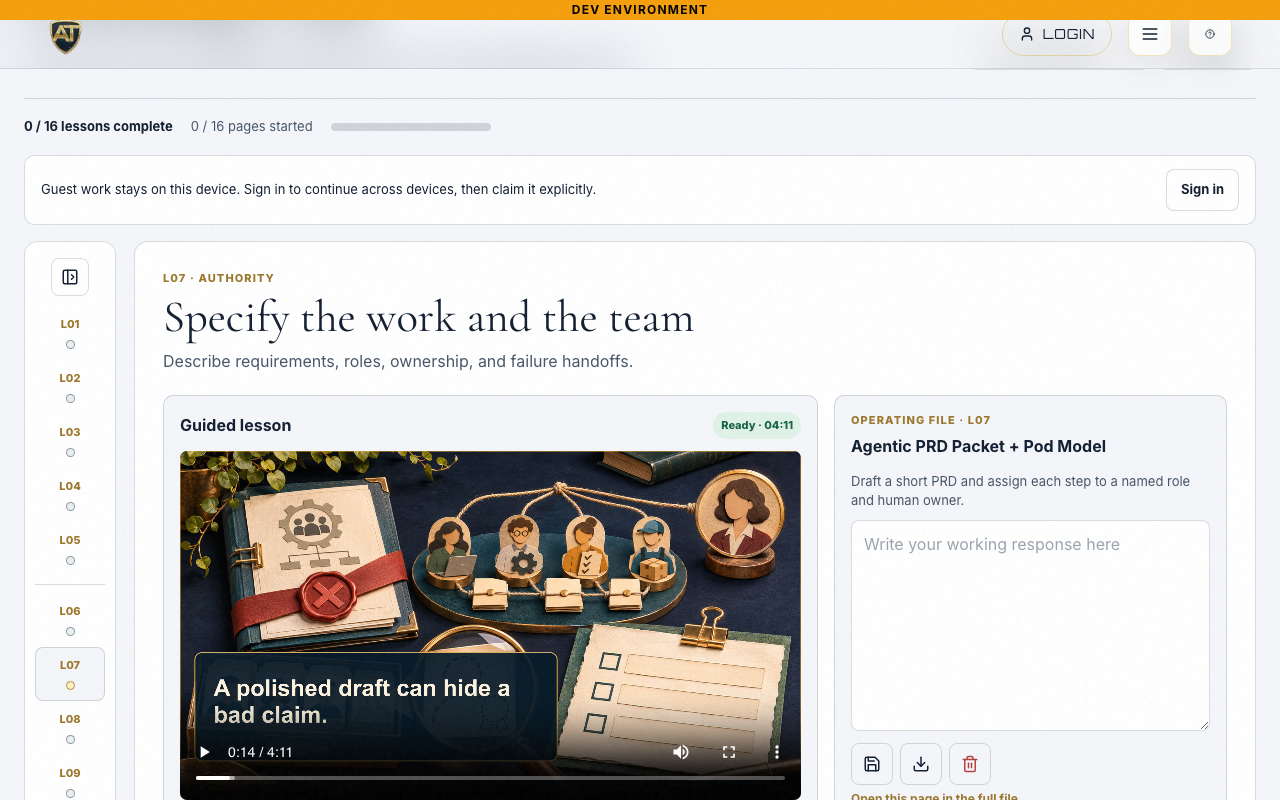 DEV ENVIRONMENT
AT
LOGIN
0 / 16 lessons complete
0 / 16 pages started
Guest work stays on this device. Sign in to continue across devices, then claim it explicitly.
Sign in
L01
L02
L03
L04
L05
L06
L07
L08
L09
L07 · AUTHORITY
Specify the work and the team
Describe requirements, roles, ownership, and failure handoffs.
Guided lesson
Ready · 04:11
A polished draft can hide a
bad claim.
0:14 / 4:11
OPERATING FILE · L07
Agentic PRD Packet + Pod Model
Draft a short PRD and assign each step to a named role
and human owner.
Write your working response here
Open this page in the full file